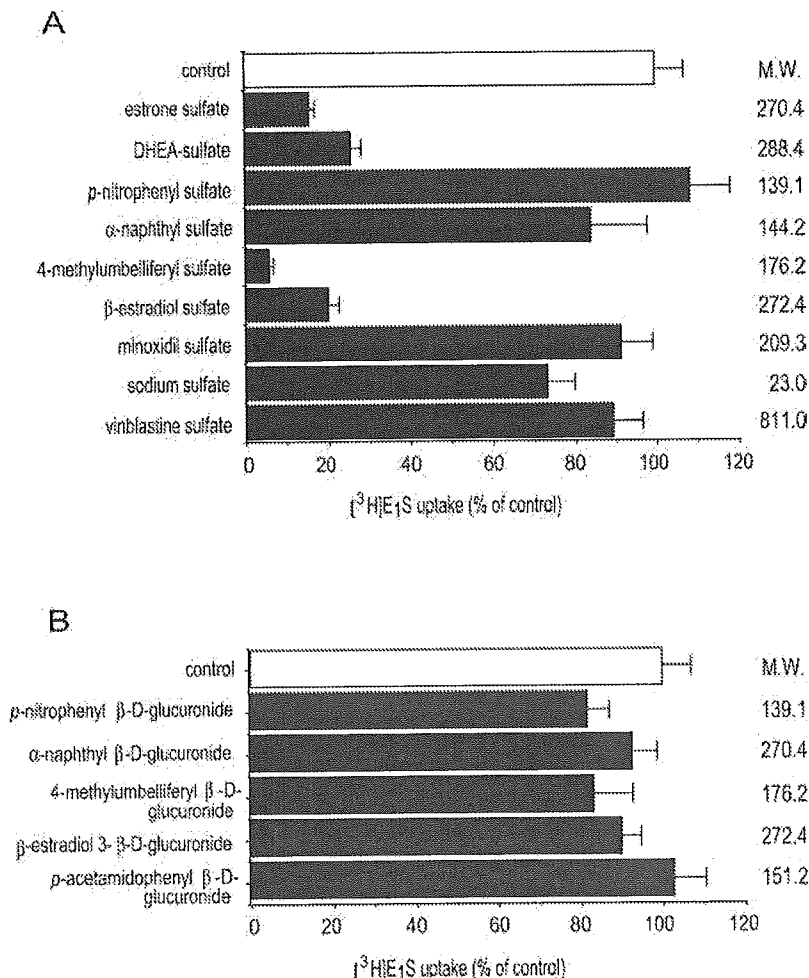 A
control M.W.
estrone sulfate 270.4
DHEA-sulfate 288.4
p-nitrophenyl sulfate 139.1
α-naphthyl sulfate 144.2
4-methylumbelliferyl sulfate 176.2
β-estradiol sulfate 272.4
minoxidil sulfate 209.3
sodium sulfate 23.0
vinblastine sulfate 811.0
0 20 40 60 80 100 120
[³H]E₁S uptake (% of control)
B
control M.W.
p-nitrophenyl β-D-glucuronide 139.1
α-naphthyl β-D-glucuronide 270.4
4-methylumbelliferyl β-D-
glucuronide 176.2
β-estradiol 3-β-D-glucuronide 272.4
p-acetamidophenyl β-D-
glucuronide 151.2
0 20 40 60 80 100 120
[³H]E₁S uptake (% of control)